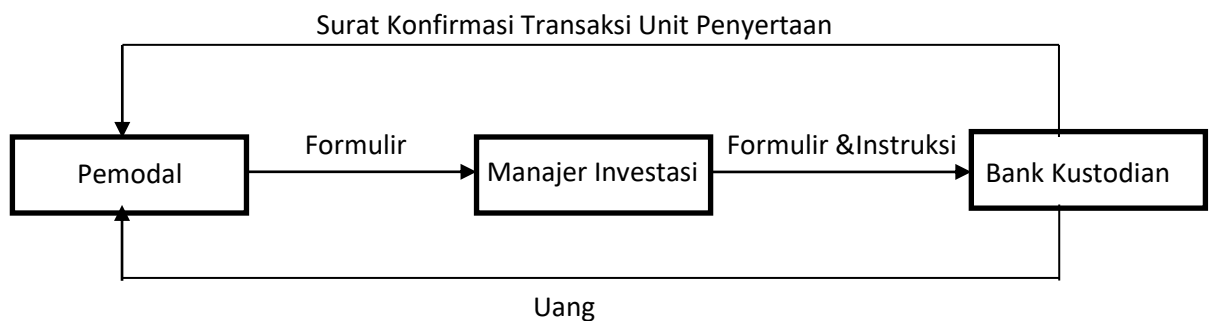 Surat Konfirmasi Transaksi Unit Penyertaan
Formulir
Formulir &Instruksi
Pemodal
Manajer Investasi
Bank Kustodian
Uang